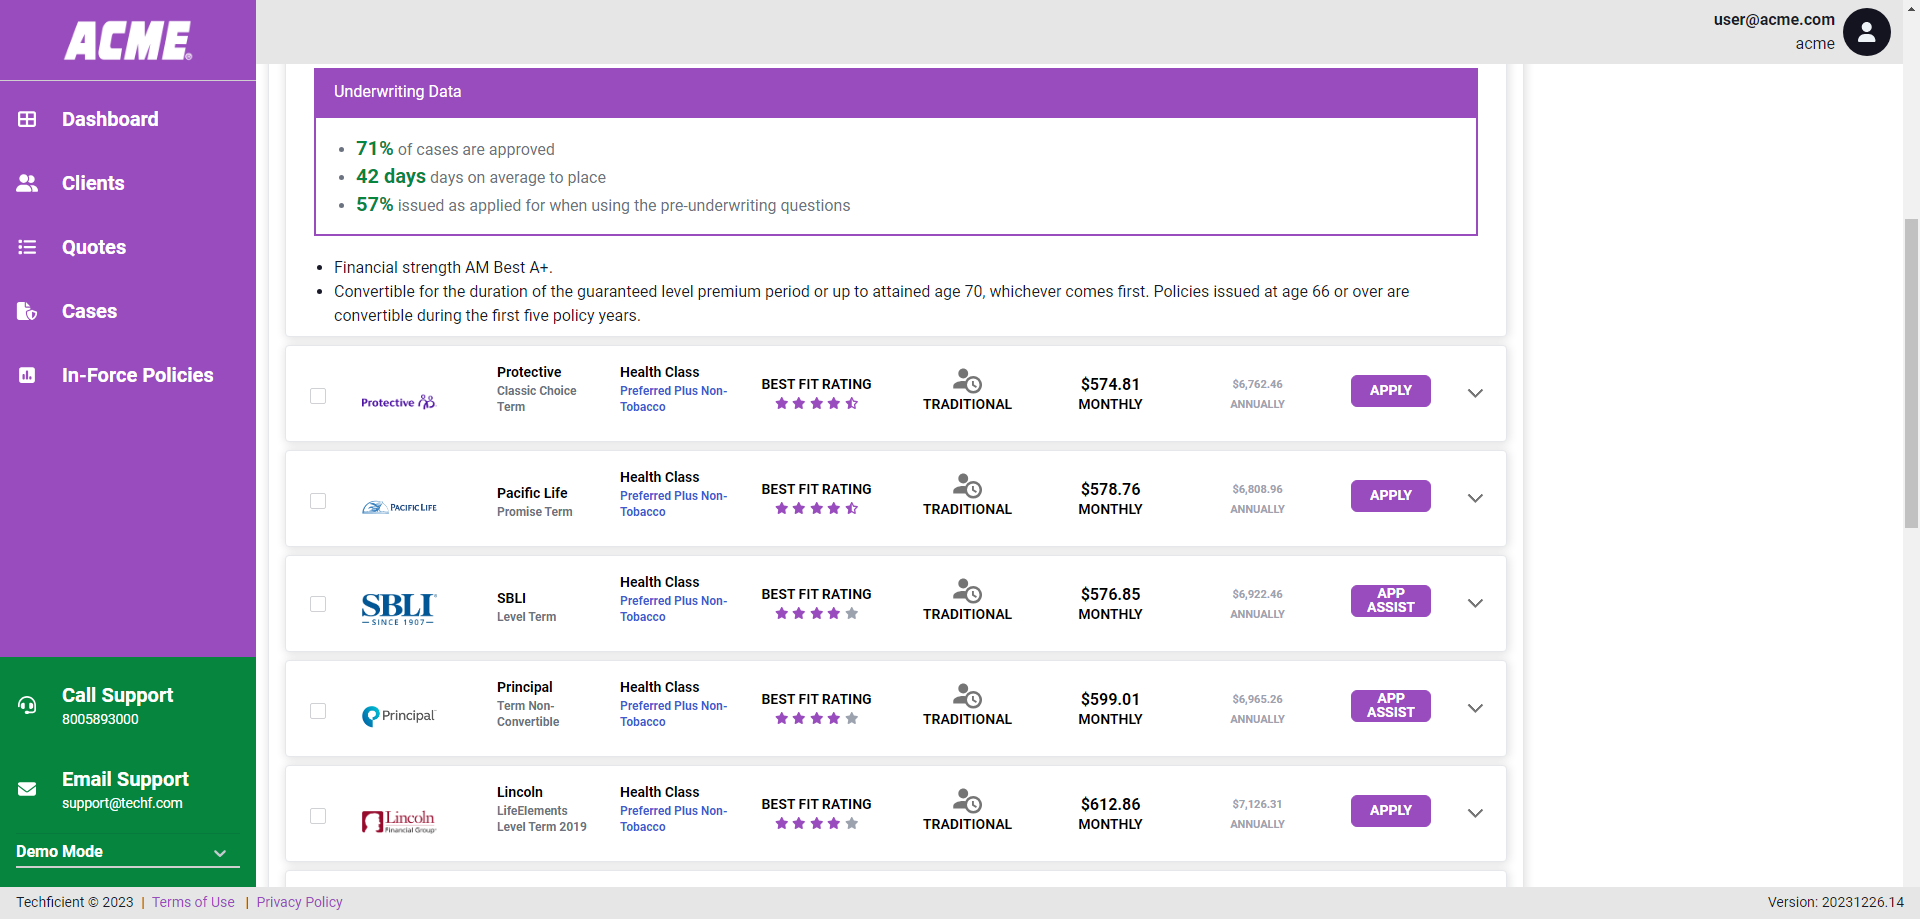 ACME
user@acme.com
acme
Dashboard
Clients
Quotes
Cases
In-Force Policies
Call Support
8005893000
Email Support
support@techf.com
Demo Mode
Underwriting Data
71% of cases are approved
42 days days on average to place
57% issued as applied for when using the pre-underwriting questions
Financial strength AM Best A+.
Convertible for the duration of the guaranteed level premium period or up to attained age 70, whichever comes first. Policies issued at age 66 or over are
convertible during the first five policy years.
Protective
Protective
Classic Choice
Term
Health Class
Preferred Plus Non-
Tobacco
BEST FIT RATING
TRADITIONAL
$574.81
MONTHLY
$6,762.46
ANNUALLY
APPLY
PACIFIC LIFE
Pacific Life
Promise Term
Health Class
Preferred Plus Non-
Tobacco
BEST FIT RATING
TRADITIONAL
$578.76
MONTHLY
$6,808.96
ANNUALLY
APPLY
SBLI
SINCE 1907
SBLI
Level Term
Health Class
Preferred Plus Non-
Tobacco
BEST FIT RATING
TRADITIONAL
$576.85
MONTHLY
$6,922.46
ANNUALLY
APP
ASSIST
Principal
Principal
Term Non-
Convertible
Health Class
Preferred Plus Non-
Tobacco
BEST FIT RATING
TRADITIONAL
$599.01
MONTHLY
$6,965.26
ANNUALLY
APP
ASSIST
Lincoln
Financial Group
Lincoln
LifeElements
Level Term 2019
Health Class
Preferred Plus Non-
Tobacco
BEST FIT RATING
TRADITIONAL
$612.86
MONTHLY
$7,126.31
ANNUALLY
APPLY
Techficient © 2023 | Terms of Use | Privacy Policy
Version: 20231226.14